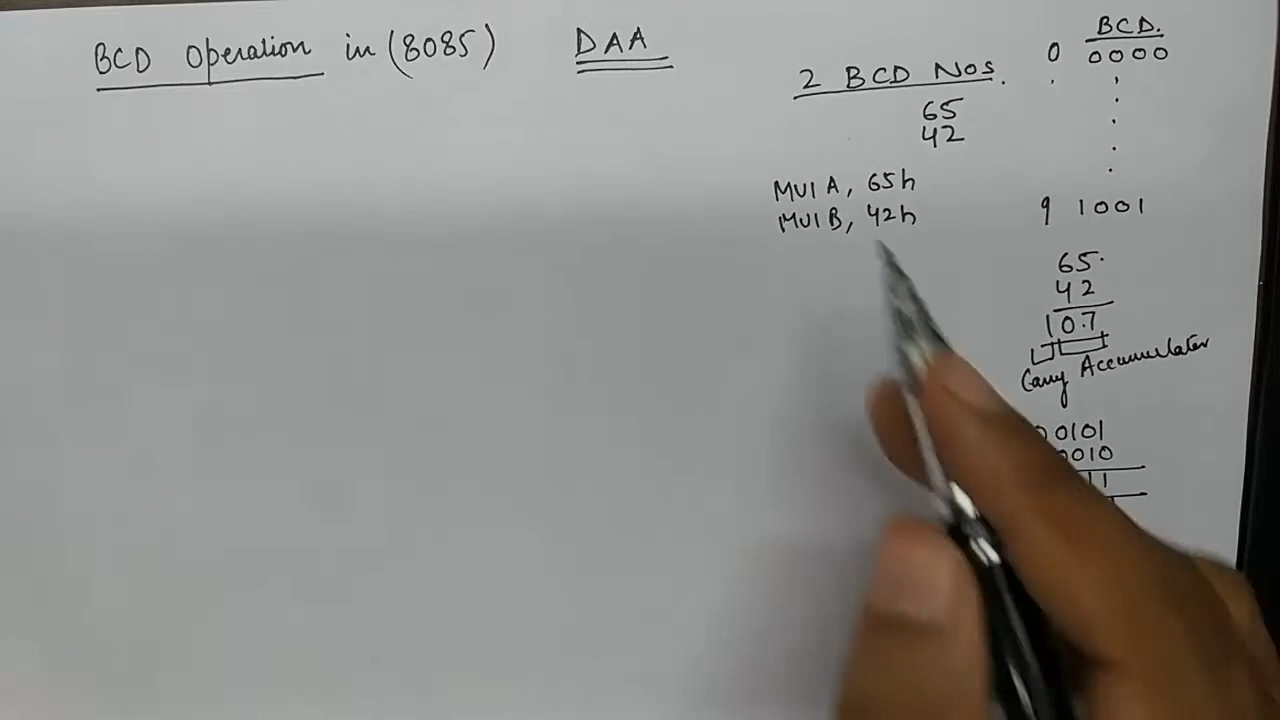 BCD Operation in (8085) DAA
2 BCD Nos.
65
42
MVI A, 65h
MVI B, 42h
BCD.
0 0000
9 1001
65
42
107
Carry Accumulator
0101
0010
11